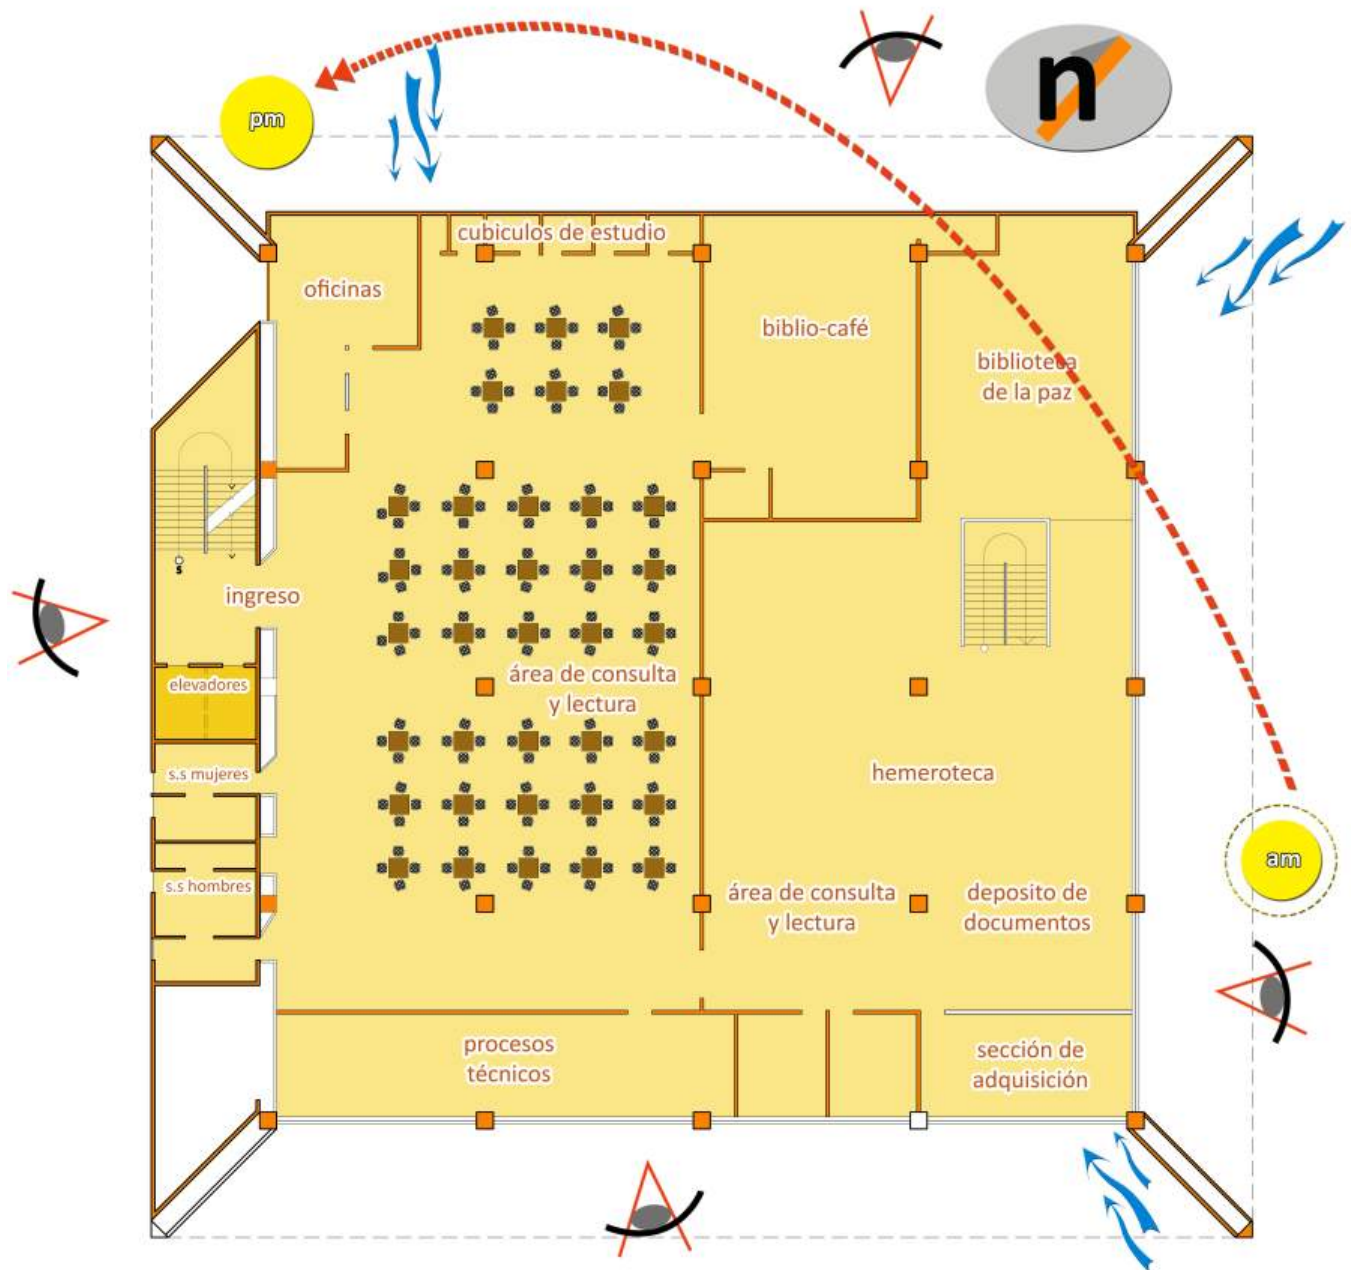 n
pm
cubiculos de estudio
oficinas
biblio-café
biblioteca
de la paz
s
ingreso
elevadores
área de consulta
y lectura
s.s mujeres
hemeroteca
am
s.s hombres
área de consulta
y lectura
deposito de
documentos
procesos
técnicos
sección de
adquisición